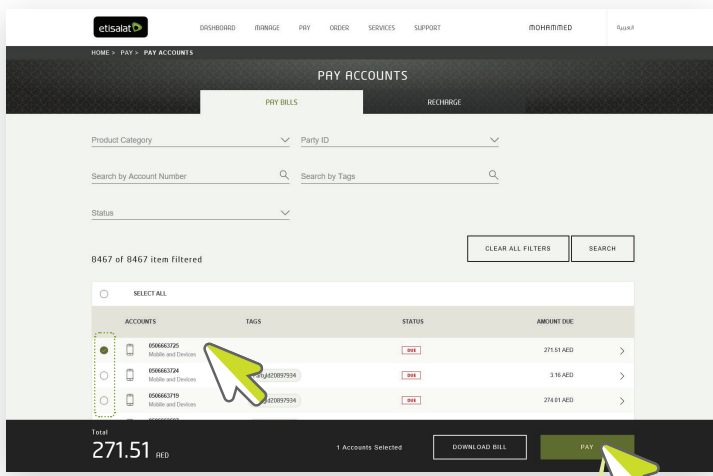 etisalat
DASHBOARD MANAGE PAY ORDER SERVICES SUPPORT MOHAMMED العربية
HOME > PAY > PAY ACCOUNTS
PAY ACCOUNTS
PAY BILLS RECHARGE
Product Category Party ID
Search by Account Number Search by Tags
Status
CLEAR ALL FILTERS SEARCH
8467 of 8467 item filtered
SELECT ALL
ACCOUNTS TAGS STATUS AMOUNT DUE
0506663725
Mobile and Devices DUE 271.51 AED
0506663724
Mobile and Devices PartyId20897934 DUE 3.16 AED
0506663719
Mobile and Devices DUE 274.01 AED
Total
271.51 AED 1 Accounts Selected DOWNLOAD BILL PAY